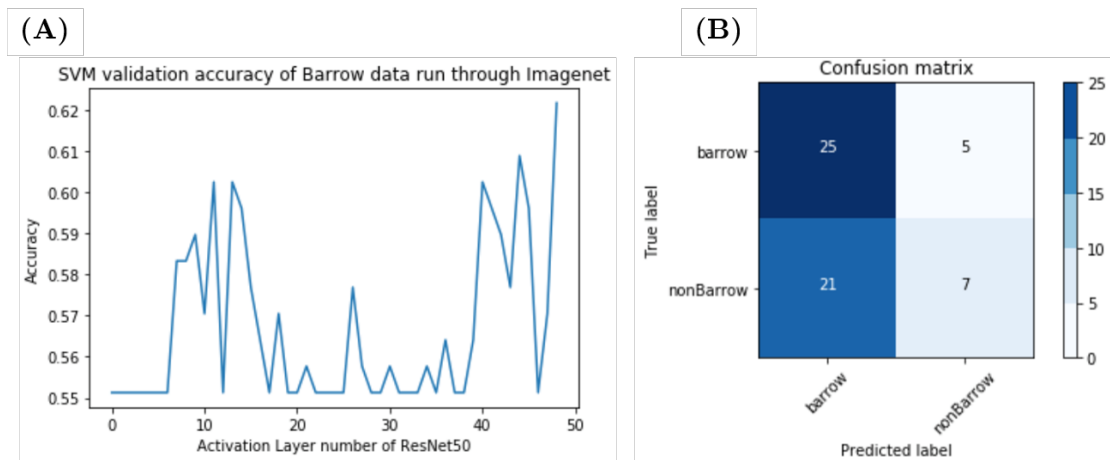 (A)
SVM validation accuracy of Barrow data run through Imagenet
Accuracy
0.62
0.61
0.60
0.59
0.58
0.57
0.56
0.55
0 10 20 30 40 50
Activation Layer number of ResNet50
(B)
Confusion matrix
True label
barrow
25 5
nonBarrow
21 7
barrow nonBarrow
Predicted label
25
20
15
10
5
0